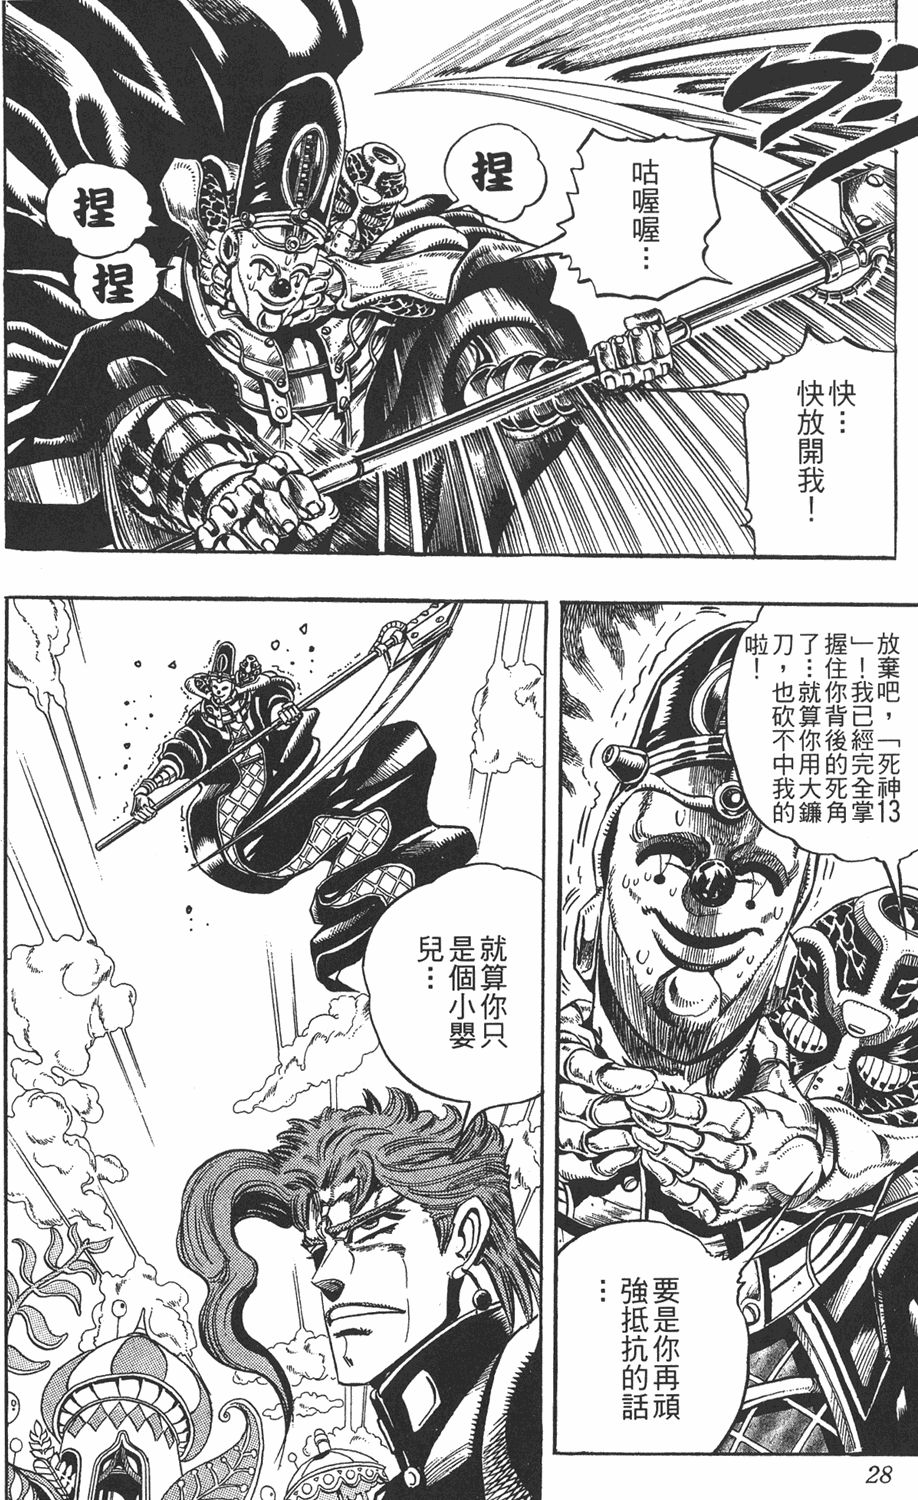 ヴン
咕喔喔…
捏
捏
捏
快…
快放開我！
放棄吧，「死神13
」！我已經完全掌
握住你背後的死角
了…就算你用大鐮
刀，也砍不中我的
啦！
要是你再頑
強抵抗的話
…
就算你只
是個小嬰
兒…
28